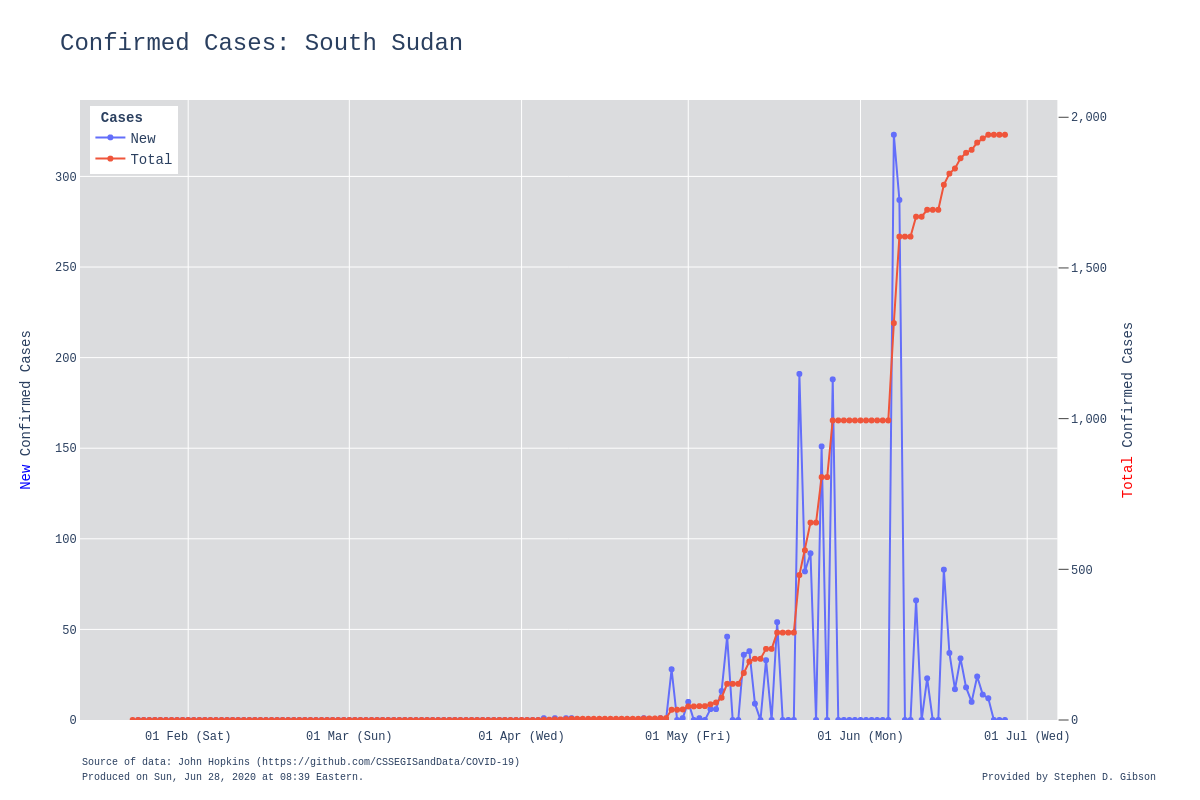 Confirmed Cases: South Sudan
Cases
New
Total
300
250
200
150
100
50
0
2,000
1,500
1,000
500
0
New Confirmed Cases
Total Confirmed Cases
01 Feb (Sat)
01 Mar (Sun)
01 Apr (Wed)
01 May (Fri)
01 Jun (Mon)
01 Jul (Wed)
Source of data: John Hopkins (https://github.com/CSSEGISandData/COVID-19)
Produced on Sun, Jun 28, 2020 at 08:39 Eastern.
Provided by Stephen D. Gibson